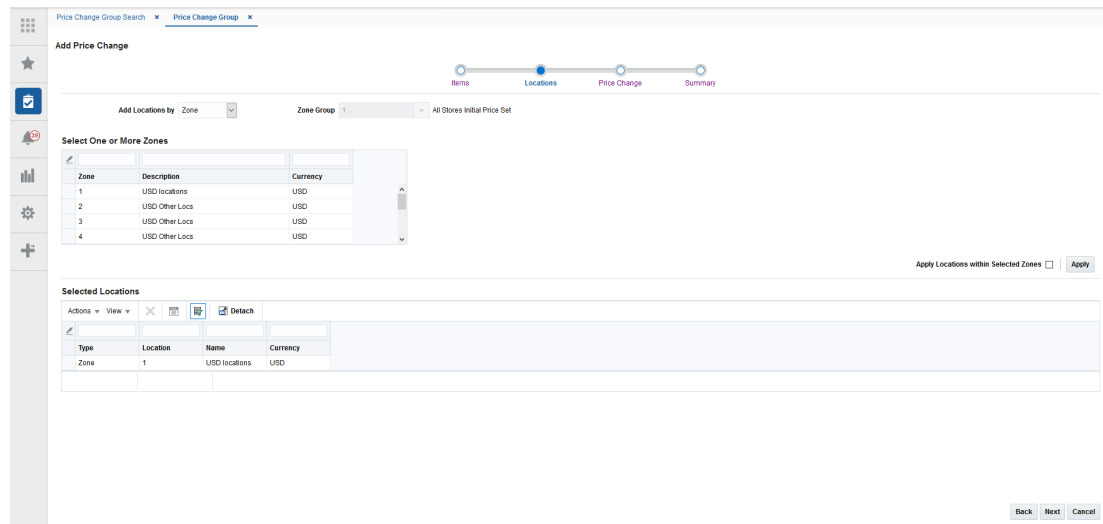 Price Change Group Search × Price Change Group ×
Add Price Change
Items Locations Price Change Summary
Add Locations by Zone Zone Group 1 All Stores Initial Price Set
39
Select One or More Zones
Zone Description Currency
1 USD locations USD
2 USD Other Locs USD
3 USD Other Locs USD
4 USD Other Locs USD
Apply Locations within Selected Zones Apply
Selected Locations
Actions View Detach
Type Location Name Currency
Zone 1 USD locations USD
Back Next Cancel